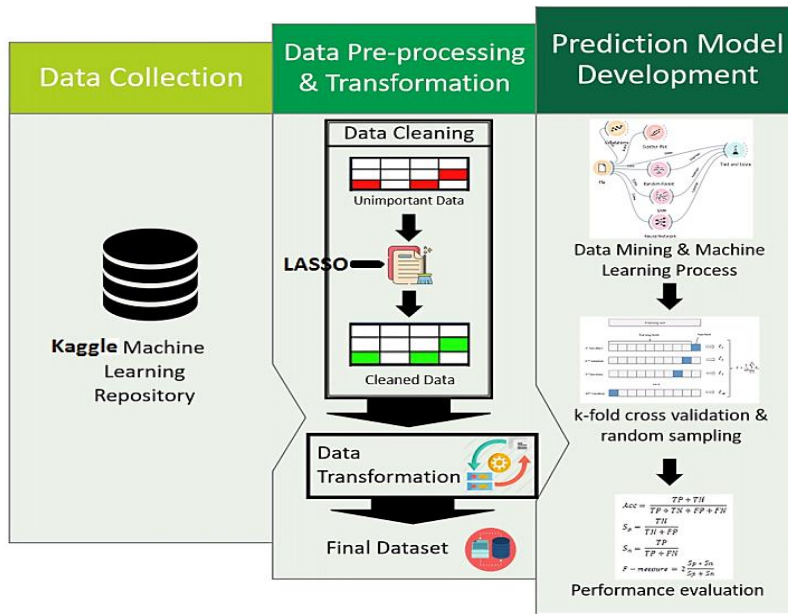 Data Collection
Kaggle Machine
Learning
Repository
Data Pre-processing
& Transformation
Data Cleaning
Unimportant Data
LASSO
Cleaned Data
Data
Transformation
Final Dataset
Prediction Model
Development
Scatter Plot
File
Random Forest
SVM
Neural Network
Test and Score
Data Mining & Machine
Learning Process
k-fold cross validation &
random sampling
Acc = TP + TN / TP + TN + FP + FN
Sp = TN / TN + FP
Sn = TP / TP + FN
F - measure = 2 Sp * Sn / Sp + Sn
Performance evaluation